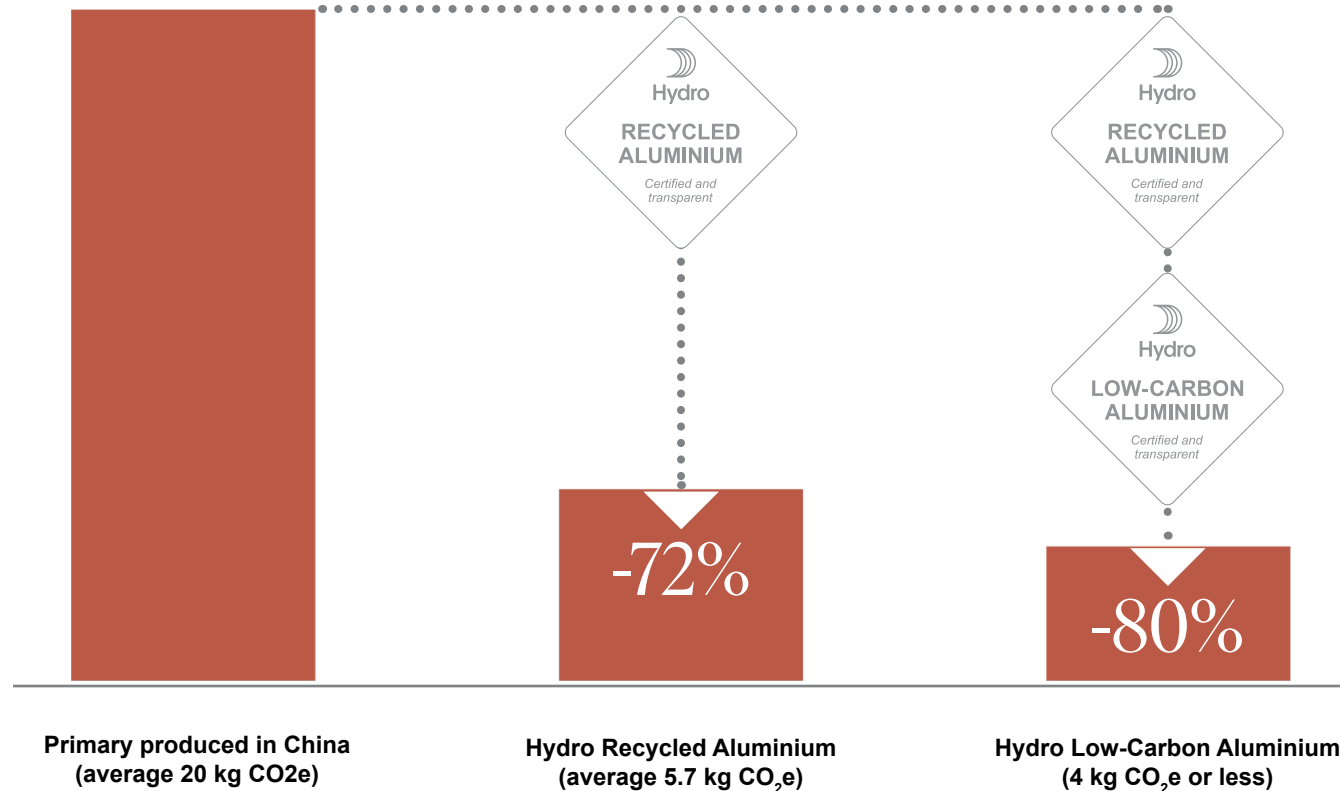 Hydro
RECYCLED
ALUMINIUM
Certified and
transparent
Hydro
RECYCLED
ALUMINIUM
Certified and
transparent
Hydro
LOW-CARBON
ALUMINIUM
Certified and
transparent
-72%
-80%
Primary produced in China
(average 20 kg CO2e)
Hydro Recycled Aluminium
(average 5.7 kg CO₂e)
Hydro Low-Carbon Aluminium
(4 kg CO₂e or less)